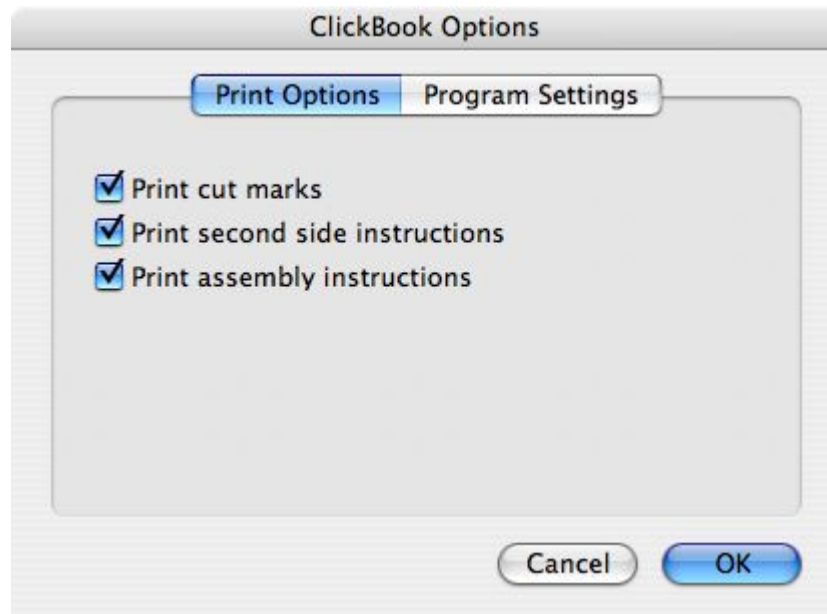 ClickBook Options
Print Options Program Settings
Print cut marks
Print second side instructions
Print assembly instructions
Cancel OK